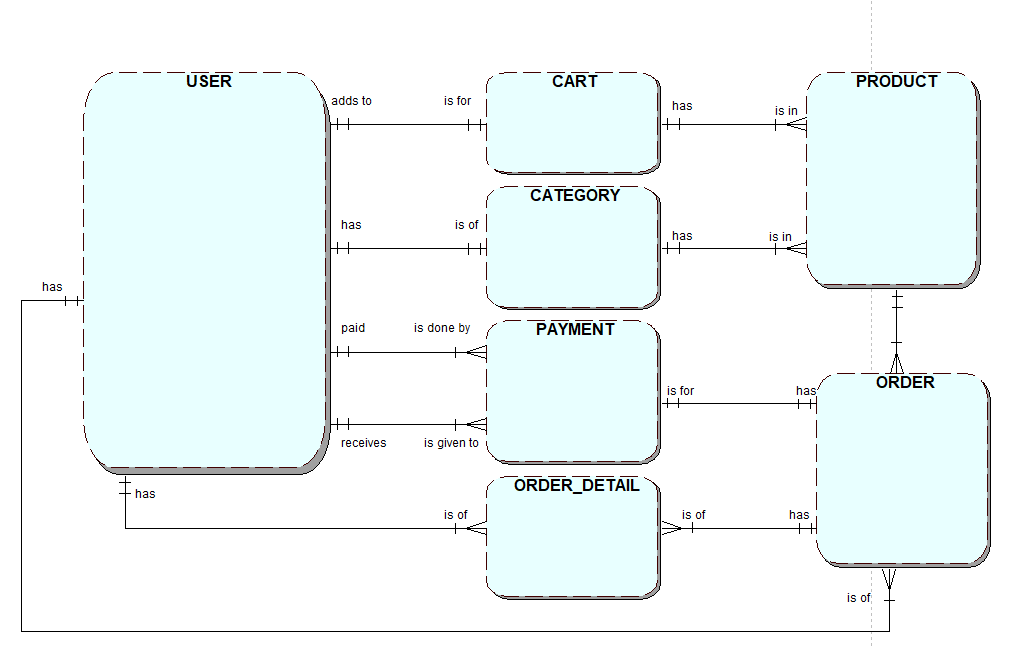 USER
CART
PRODUCT
adds to
is for
has
is in
CATEGORY
has
is of
has
is in
has
PAYMENT
paid
is done by
ORDER
is for
has
receives
is given to
ORDER_DETAIL
has
is of
is of
has
is of